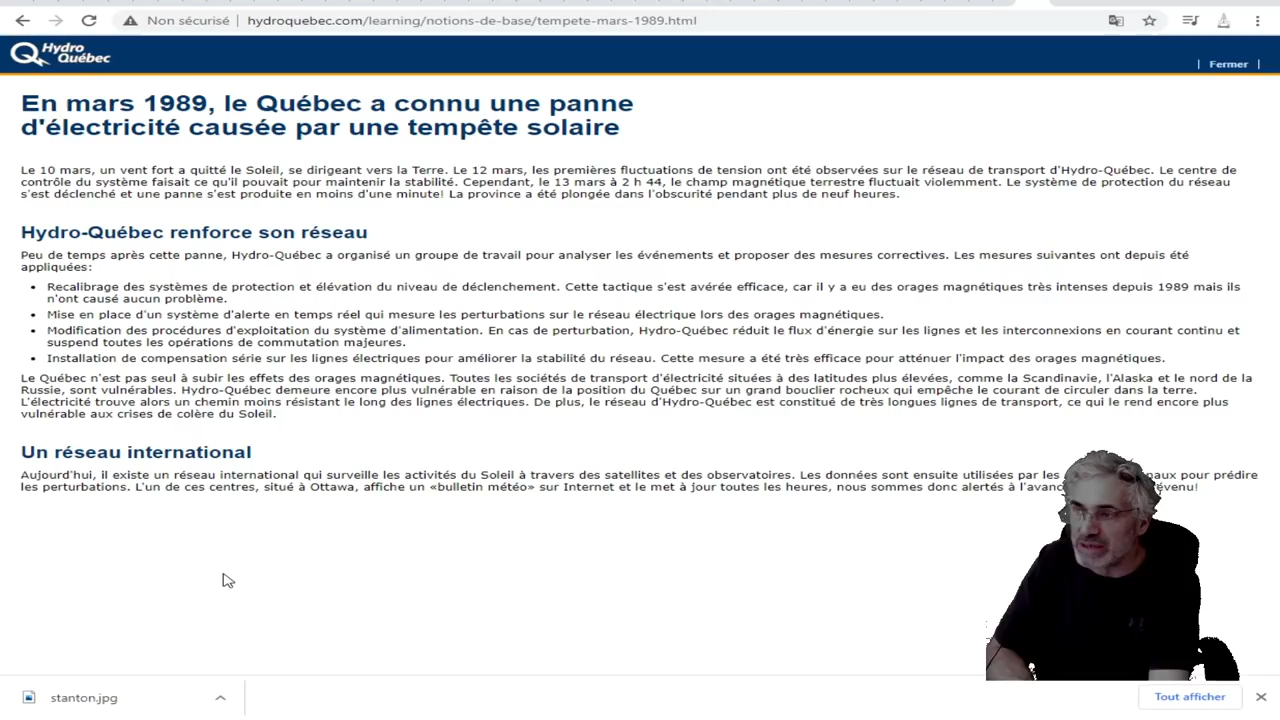 Non sécurisé | hydroquebec.com/learning/notions-de-base/tempete-mars-1989.html
Hydro
Québec
| Fermer |
En mars 1989, le Québec a connu une panne
d'électricité causée par une tempête solaire
Le 10 mars, un vent fort a quitté le Soleil, se dirigeant vers la Terre. Le 12 mars, les premières fluctuations de tension ont été observées sur le réseau de transport d'Hydro-Québec. Le centre de
contrôle du système faisait ce qu'il pouvait pour maintenir la stabilité. Cependant, le 13 mars à 2 h 44, le champ magnétique terrestre fluctuait violemment. Le système de protection du réseau
s'est déclenché et une panne s'est produite en moins d'une minute! La province a été plongée dans l'obscurité pendant plus de neuf heures.
Hydro-Québec renforce son réseau
Peu de temps après cette panne, Hydro-Québec a organisé un groupe de travail pour analyser les événements et proposer des mesures correctives. Les mesures suivantes ont depuis été
appliquées:
• Recalibrage des systèmes de protection et élévation du niveau de déclenchement. Cette tactique s'est avérée efficace, car il y a eu des orages magnétiques très intenses depuis 1989 mais ils
n'ont causé aucun problème.
• Mise en place d'un système d'alerte en temps réel qui mesure les perturbations sur le réseau électrique lors des orages magnétiques.
• Modification des procédures d'exploitation du système d'alimentation. En cas de perturbation, Hydro-Québec réduit le flux d'énergie sur les lignes et les interconnexions en courant continu et
suspend toutes les opérations de commutation majeures.
• Installation de compensation série sur les lignes électriques pour améliorer la stabilité du réseau. Cette mesure a été très efficace pour atténuer l'impact des orages magnétiques.
Le Québec n'est pas seul à subir les effets des orages magnétiques. Toutes les sociétés de transport d'électricité situées à des latitudes plus élevées, comme la Scandinavie, l'Alaska et le nord de la
Russie, sont vulnérables. Hydro-Québec demeure encore plus vulnérable en raison de la position du Québec sur un grand bouclier rocheux qui empêche le courant de circuler dans la terre.
L'électricité trouve alors un chemin moins résistant le long des lignes électriques. De plus, le réseau d'Hydro-Québec est constitué de très longues lignes de transport, ce qui le rend encore plus
vulnérable aux crises de colère du Soleil.
Un réseau international
Aujourd'hui, il existe un réseau international qui surveille les activités du Soleil à travers des satellites et des observatoires. Les données sont ensuite utilisées par les pour prédire
les perturbations. L'un de ces centres, situé à Ottawa, affiche un «bulletin météo» sur Internet et le met à jour toutes les heures, nous sommes donc alertés à
stanton.jpg
Tout afficher